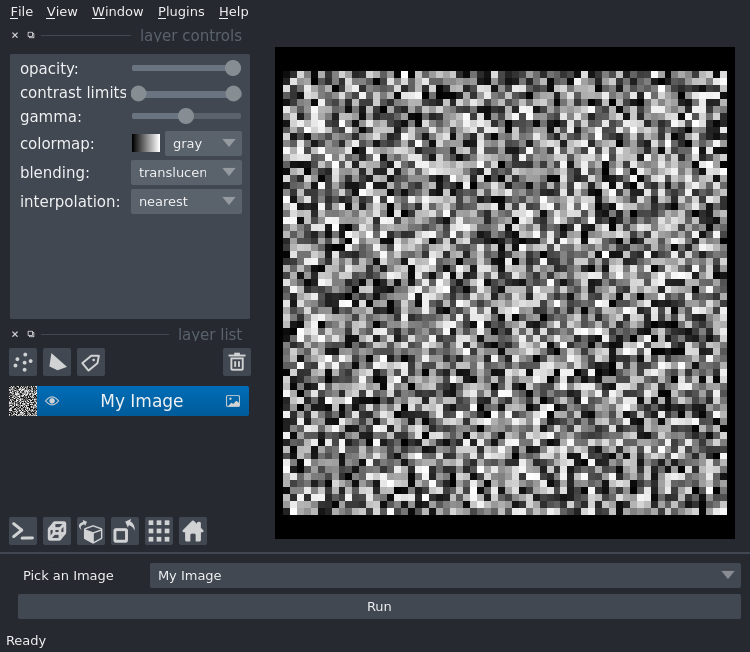 File View Window Plugins Help
layer controls
opacity:
contrast limits
gamma:
colormap: gray
blending: translucen
interpolation: nearest
layer list
My Image
Pick an Image My Image
Run
Ready